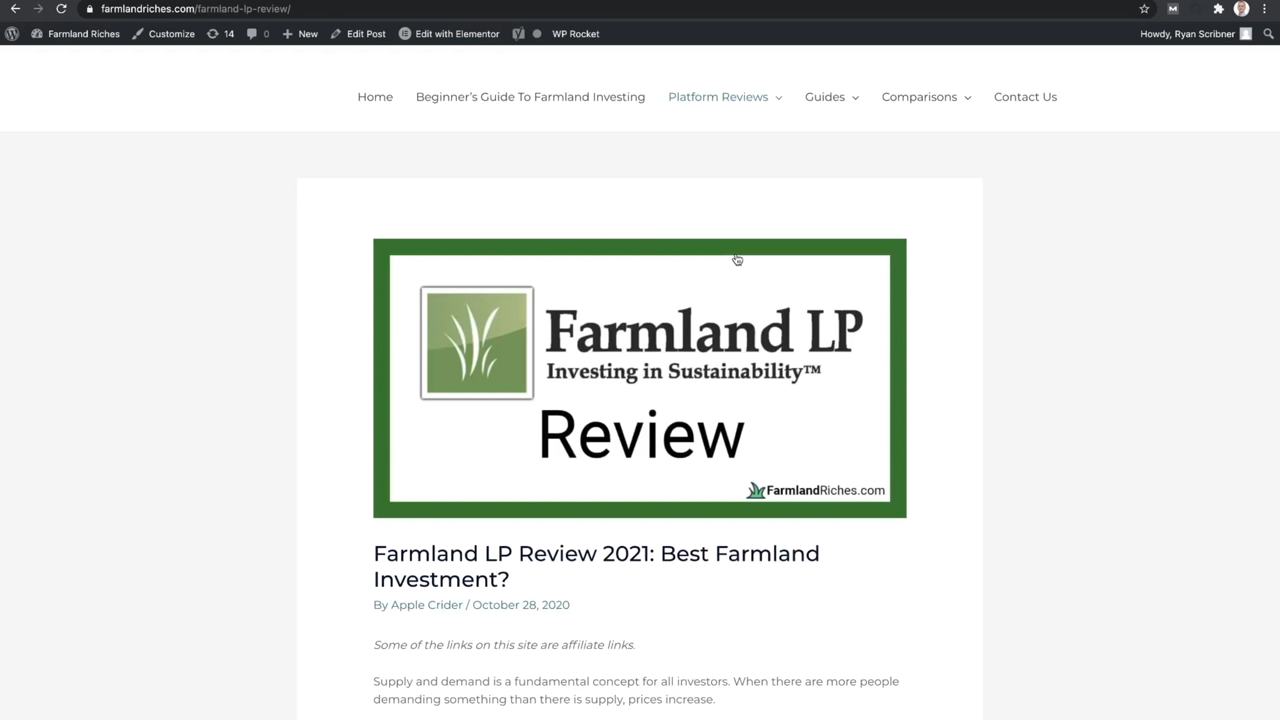 farmlandriches.com/farmland-lp-review/
Farmland Riches Customize 14 0 New Edit Post Edit with Elementor WP Rocket Howdy, Ryan Scribner
Home Beginner's Guide To Farmland Investing Platform Reviews Guides Comparisons Contact Us
Farmland LP
Investing in Sustainability™
Review
FarmlandRiches.com
Farmland LP Review 2021: Best Farmland
Investment?
By Apple Crider / October 28, 2020
Some of the links on this site are affiliate links.
Supply and demand is a fundamental concept for all investors. When there are more people
demanding something than there is supply, prices increase.